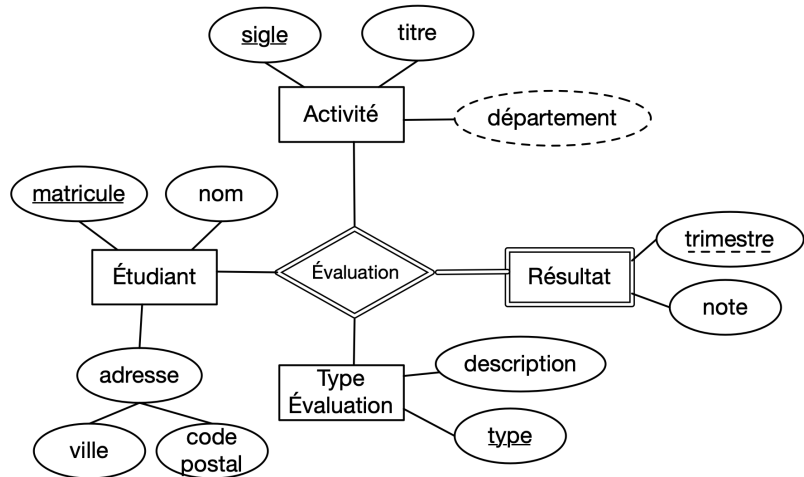 sigle
titre
Activité
département
matricule
nom
trimestre
Étudiant
Évaluation
Résultat
note
adresse
Type
Évaluation
description
ville
code
postal
type